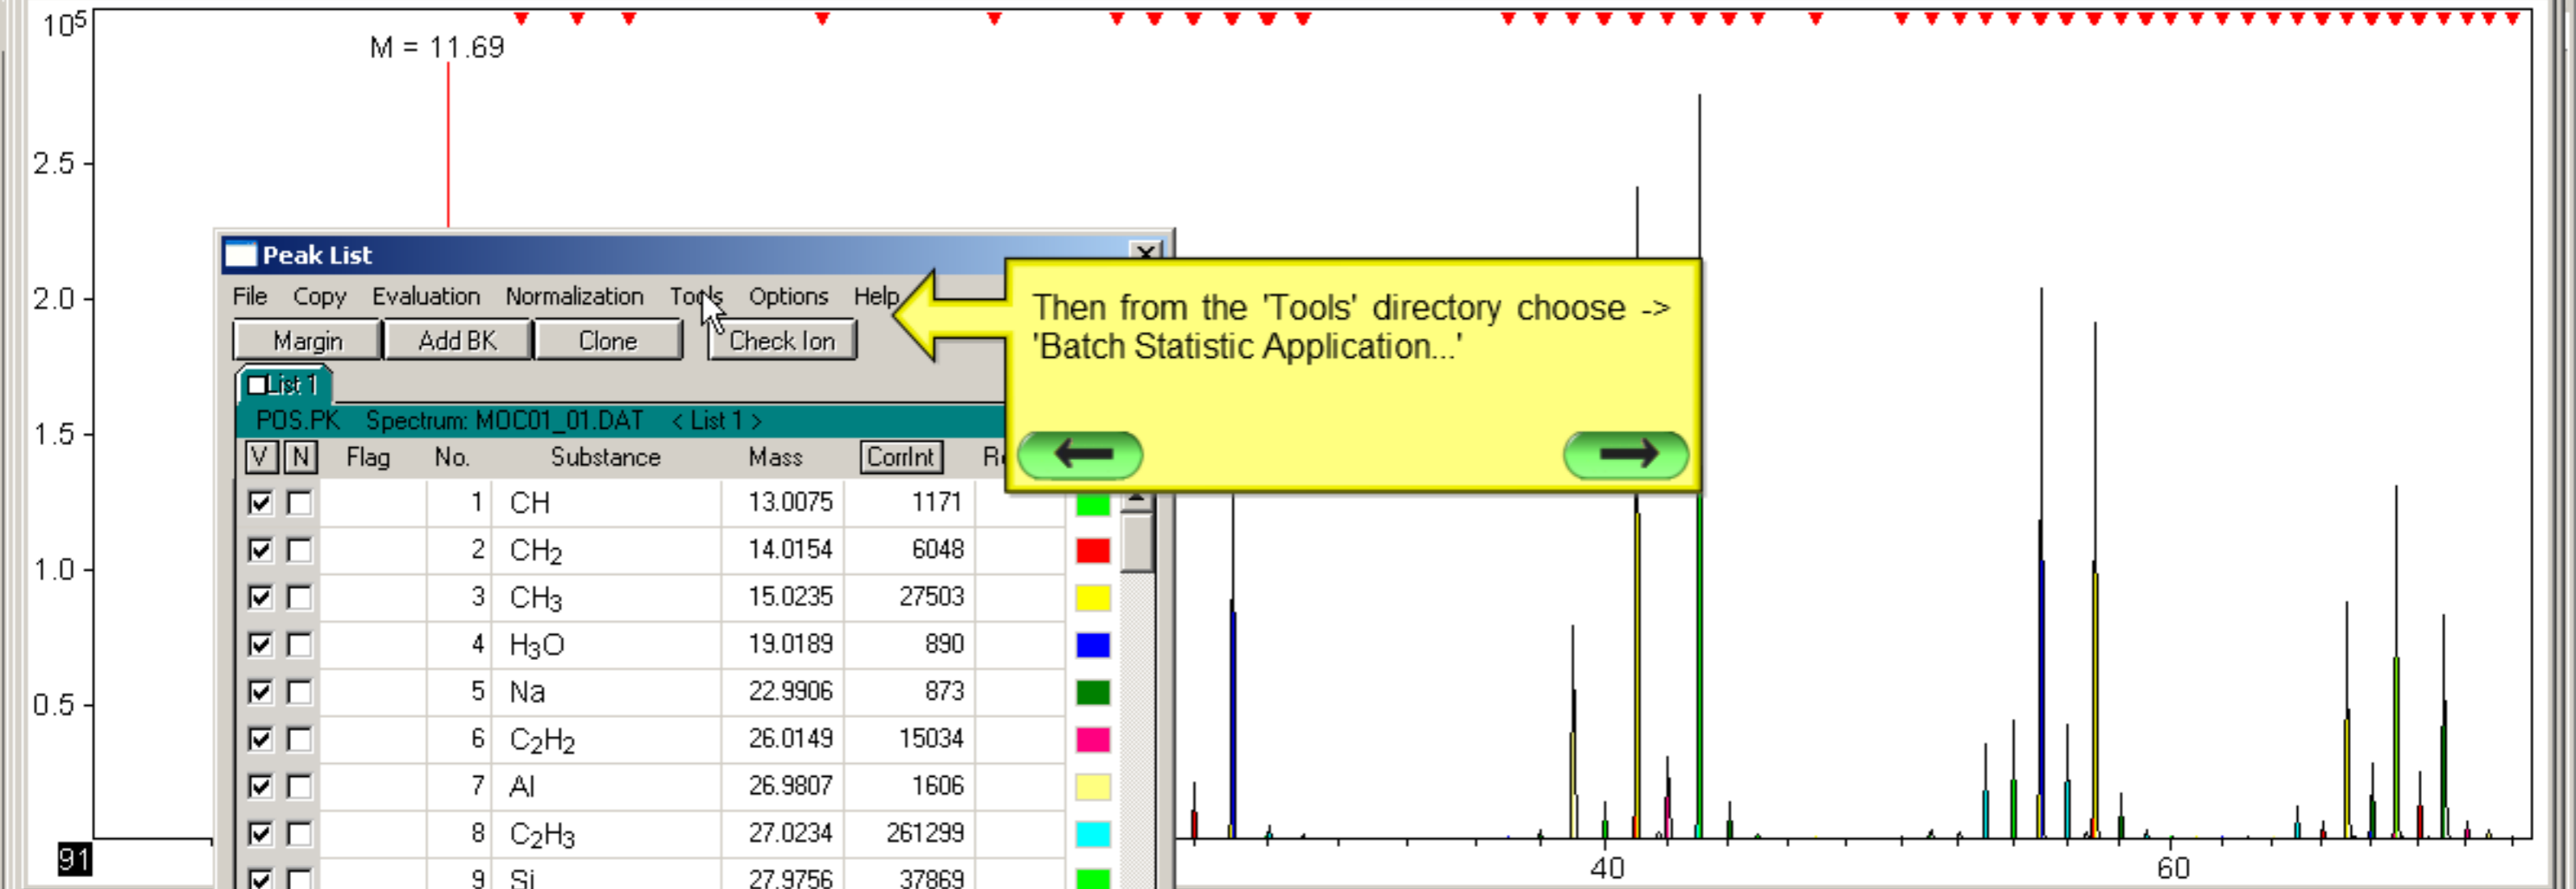 10⁵
M = 11.69
2.5
2.0
1.5
1.0
0.5
91
40
60
Peak List
File Copy Evaluation Normalization Tools Options Help
Margin Add BK Clone Check Ion
List 1
POS.PK Spectrum: MOC01_01.DAT < List 1 >
V N Flag No. Substance Mass CorrInt
1 CH 13.0075 1171
2 CH₂ 14.0154 6048
3 CH₃ 15.0235 27503
4 H₃O 19.0189 890
5 Na 22.9906 873
6 C₂H₂ 26.0149 15034
7 Al 26.9807 1606
8 C₂H₃ 27.0234 261299
9 Si 27.9756 37869
Then from the 'Tools' directory choose ->
'Batch Statistic Application...'